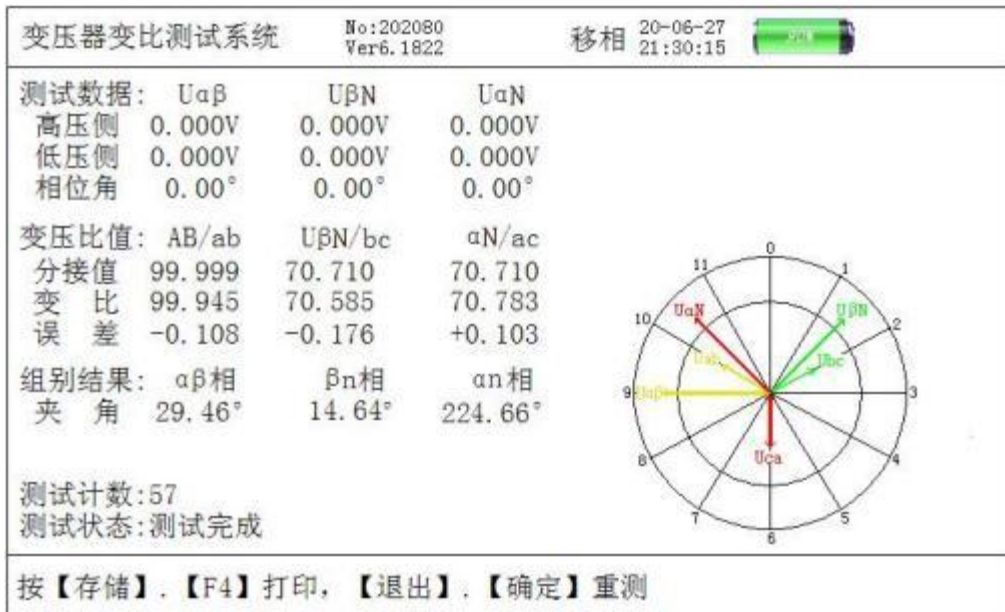 变压器变比测试系统 No:202080 移相 20-06-27
Ver6.1822 21:30:15
测试数据: Uαβ UβN UαN
高压侧 0.000V 0.000V 0.000V
低压侧 0.000V 0.000V 0.000V
相位角 0.00° 0.00° 0.00°
变压比值: AB/ab UβN/bc αN/ac
分接值 99.999 70.710 70.710
变 比 99.945 70.585 70.783
误 差 -0.108 -0.176 +0.103
组别结果: αβ相 βn相 αn相
夹 角 29.46° 14.64° 224.66°
测试计数:57
测试状态:测试完成
0
11 1
UαN UβN
10 2
Uab Ubc
9 Uαβ 3
Uca
8 4
7 5
6
按【存储】.【F4】打印，【退出】.【确定】重测